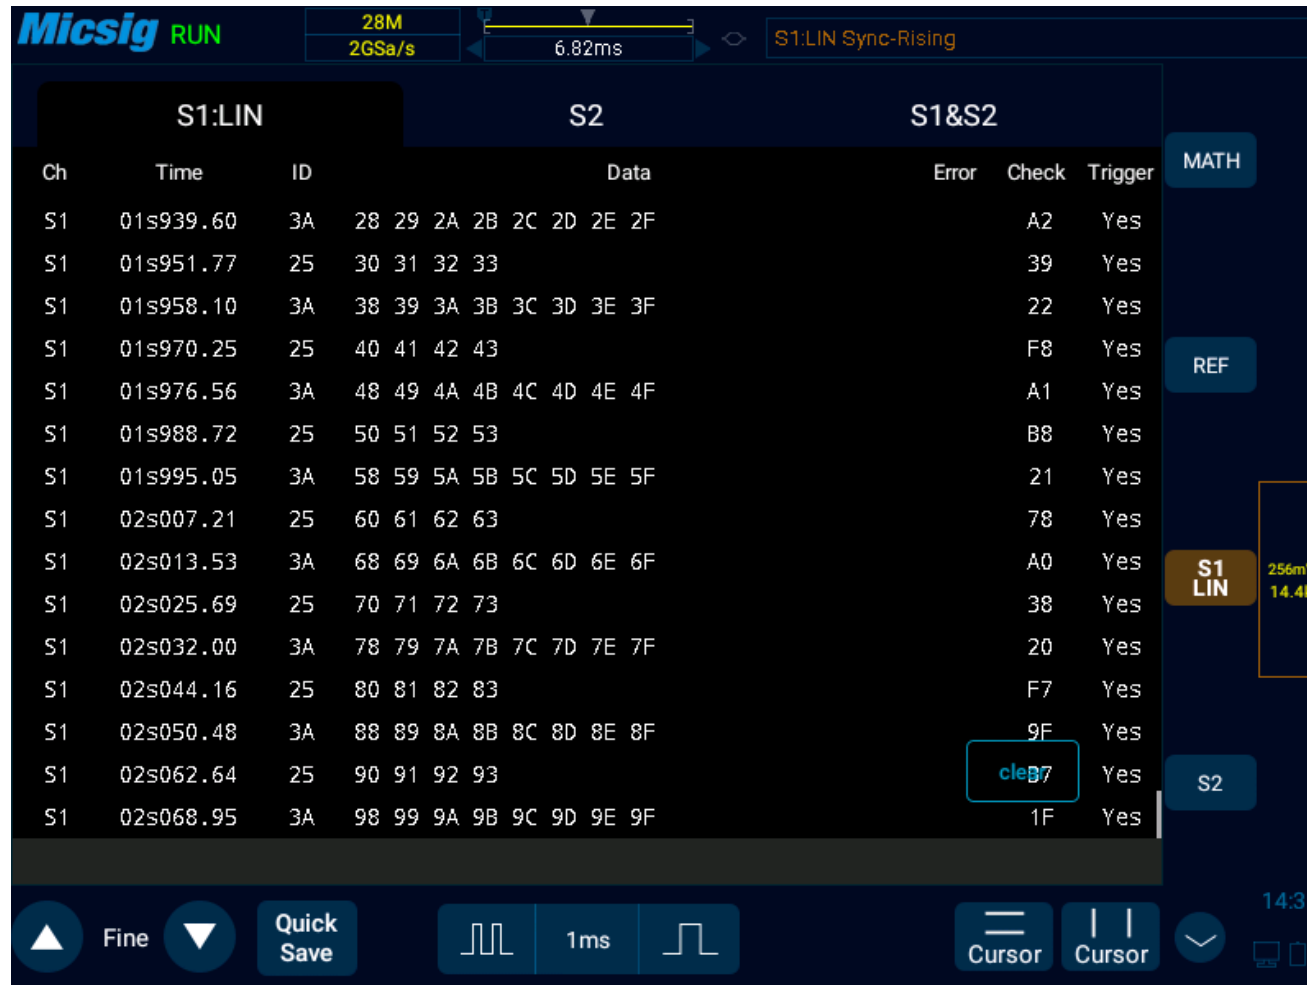 Micsig RUN 28M 2GSa/s 6.82ms S1:LIN Sync-Rising
S1:LIN S2 S1&S2
Ch Time ID Data Error Check Trigger
S1 01s939.60 3A 28 29 2A 2B 2C 2D 2E 2F A2 Yes
S1 01s951.77 25 30 31 32 33 39 Yes
S1 01s958.10 3A 38 39 3A 3B 3C 3D 3E 3F 22 Yes
S1 01s970.25 25 40 41 42 43 F8 Yes
S1 01s976.56 3A 48 49 4A 4B 4C 4D 4E 4F A1 Yes
S1 01s988.72 25 50 51 52 53 B8 Yes
S1 01s995.05 3A 58 59 5A 5B 5C 5D 5E 5F 21 Yes
S1 02s007.21 25 60 61 62 63 78 Yes
S1 02s013.53 3A 68 69 6A 6B 6C 6D 6E 6F A0 Yes
S1 02s025.69 25 70 71 72 73 38 Yes
S1 02s032.00 3A 78 79 7A 7B 7C 7D 7E 7F 20 Yes
S1 02s044.16 25 80 81 82 83 F7 Yes
S1 02s050.48 3A 88 89 8A 8B 8C 8D 8E 8F 9F Yes
S1 02s062.64 25 90 91 92 93 B7 Yes
clear
S1 02s068.95 3A 98 99 9A 9B 9C 9D 9E 9F 1F Yes
MATH
REF
S1
LIN
256m
14.4
S2
14:3
Fine
Quick
Save
1ms
Cursor
Cursor